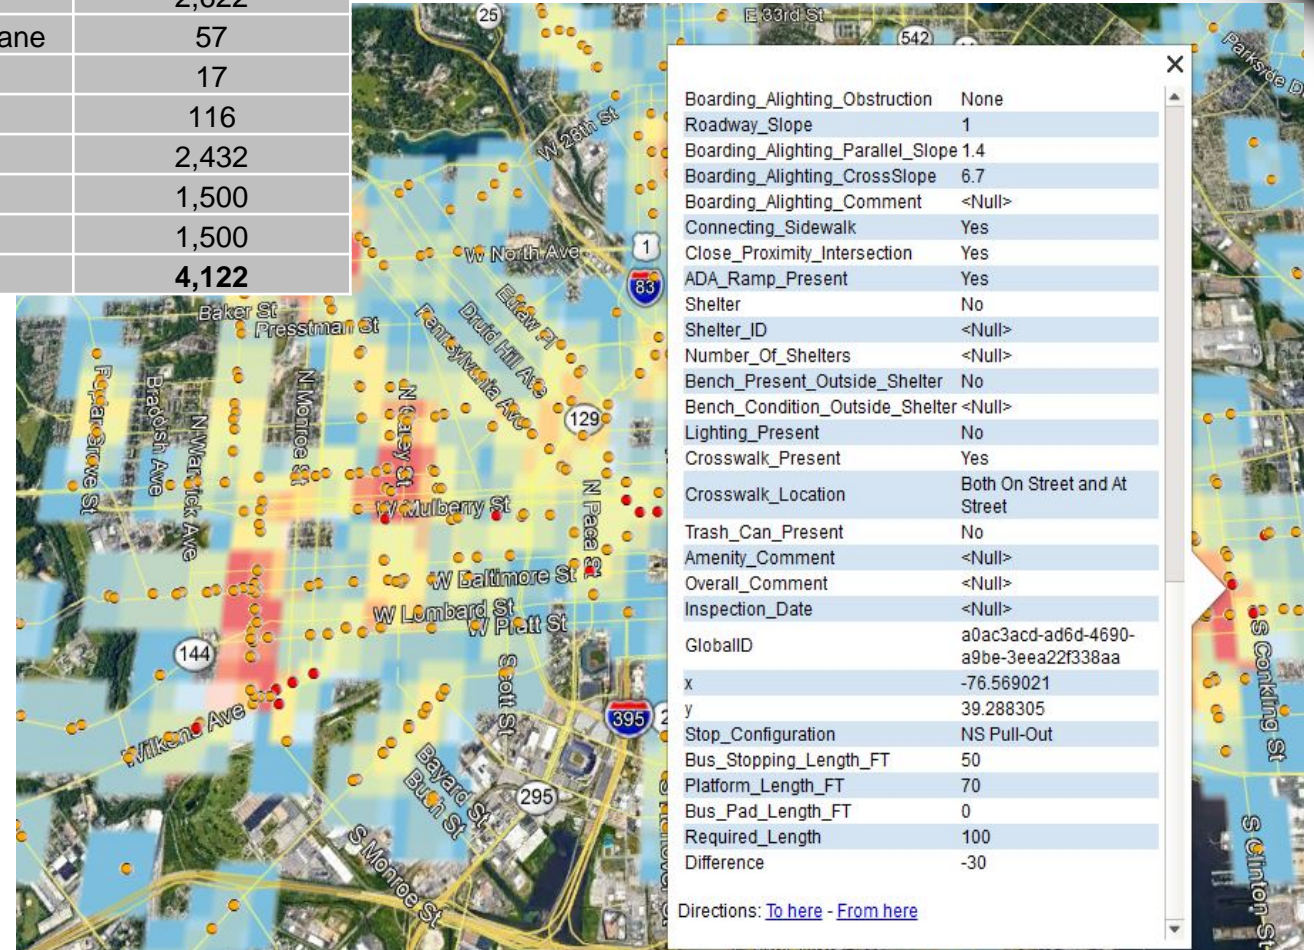 2,622
ane 57
17
116
2,432
1,500
1,500
4,122
25
E 33rd St
542
Parkside D
W 28th St
W North Ave
1
83
Eutaw Pl
Druid Hill Ave
Pennsylvania Ave
Baker St
Presstman St
129
Poplar Grove St
Braddish Ave
N Warwick Ave
N Monroe St
N Carey St
W Mulberry St
N Paca St
W Baltimore St
W Lombard St
W Pratt St
144
Scott St
395
2
Wilkens Ave
Bayard St
Bush St
295
S Monroe St
S Conkling St
S Clinton St
Boarding_Alighting_Obstruction None
Roadway_Slope 1
Boarding_Alighting_Parallel_Slope 1.4
Boarding_Alighting_CrossSlope 6.7
Boarding_Alighting_Comment <Null>
Connecting_Sidewalk Yes
Close_Proximity_Intersection Yes
ADA_Ramp_Present Yes
Shelter No
Shelter_ID <Null>
Number_Of_Shelters <Null>
Bench_Present_Outside_Shelter No
Bench_Condition_Outside_Shelter <Null>
Lighting_Present No
Crosswalk_Present Yes
Crosswalk_Location Both On Street and At
Street
Trash_Can_Present No
Amenity_Comment <Null>
Overall_Comment <Null>
Inspection_Date <Null>
GlobalID a0ac3acd-ad6d-4690-
a9be-3eea22f338aa
x -76.569021
y 39.288305
Stop_Configuration NS Pull-Out
Bus_Stopping_Length_FT 50
Platform_Length_FT 70
Bus_Pad_Length_FT 0
Required_Length 100
Difference -30
Directions: To here - From here